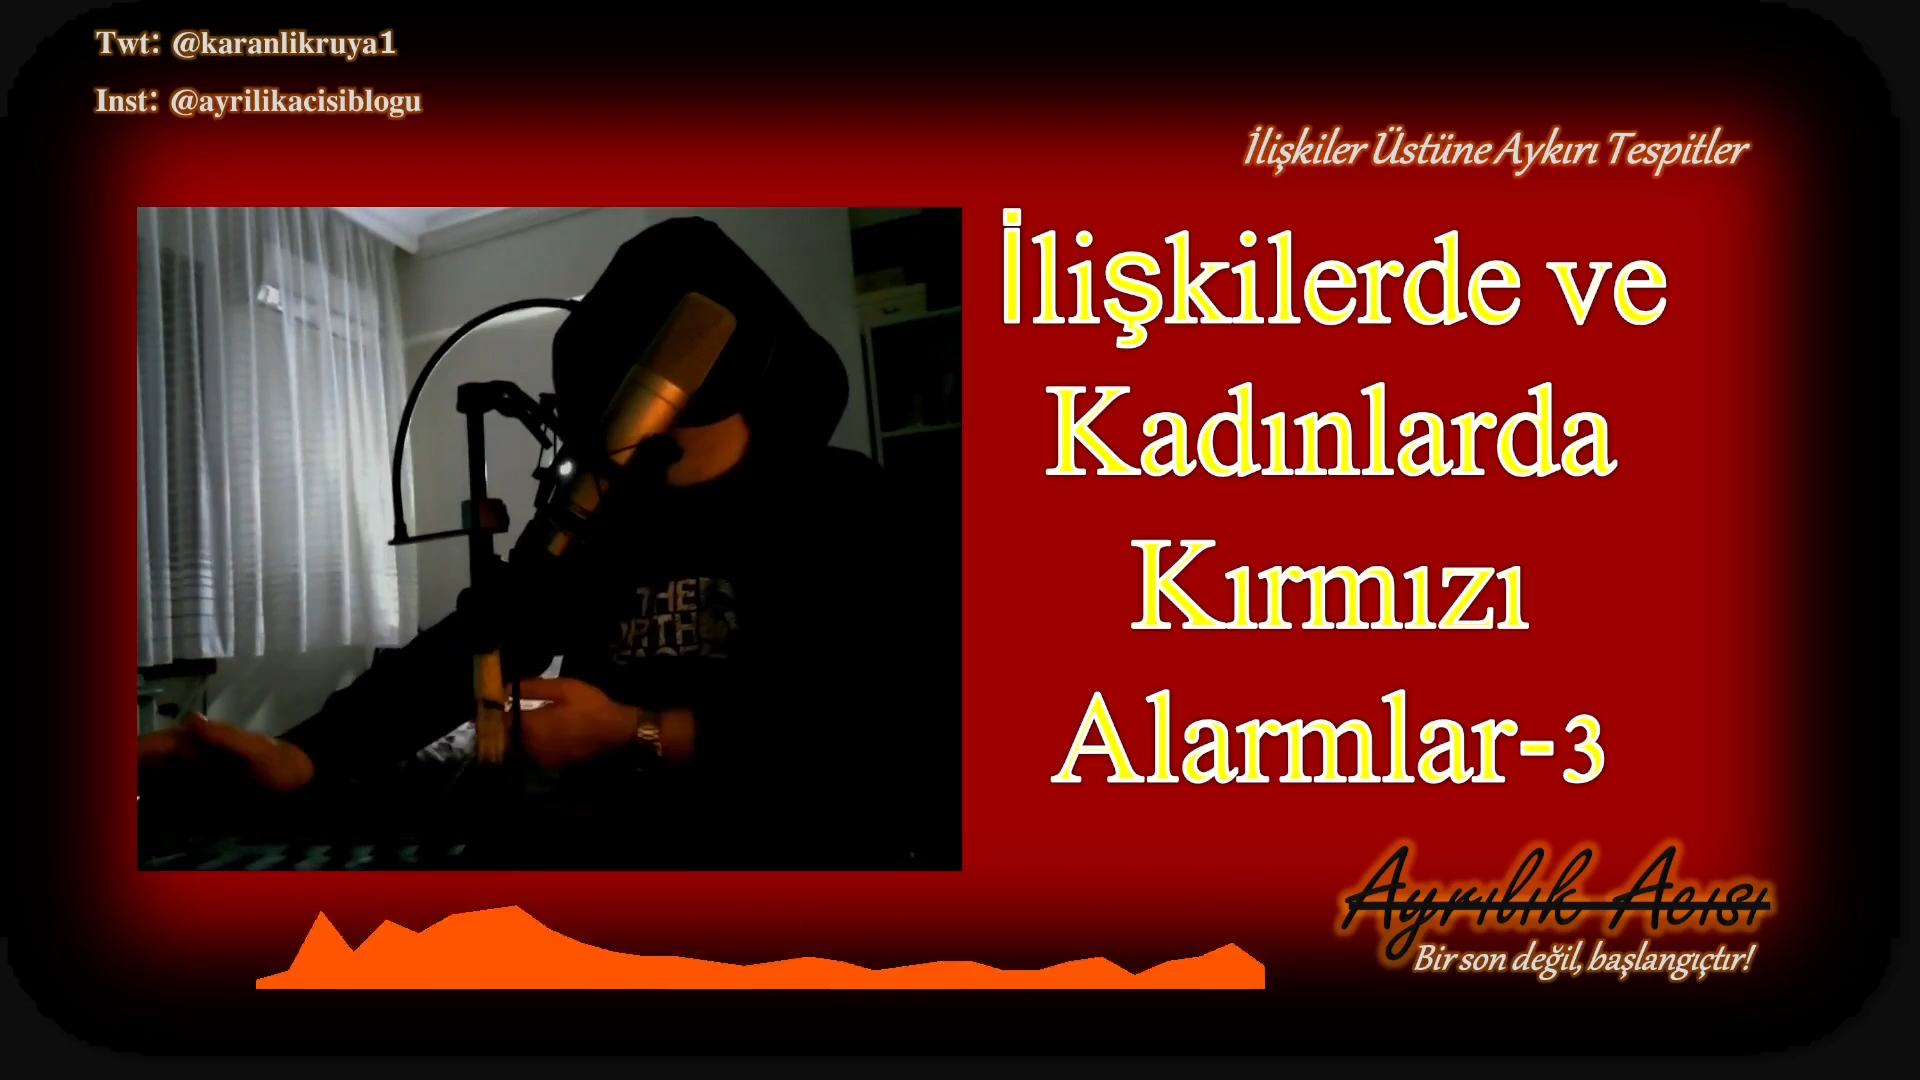 Twt: @karanlikruya1
Inst: @ayrilikacisiblogu
İlişkiler Üstüne Aykırı Tespitler
İlişkilerde ve
Kadınlarda
Kırmızı
Alarmlar-3
THE
Ayrılık Acısı
Bir son değil, başlangıçtır!